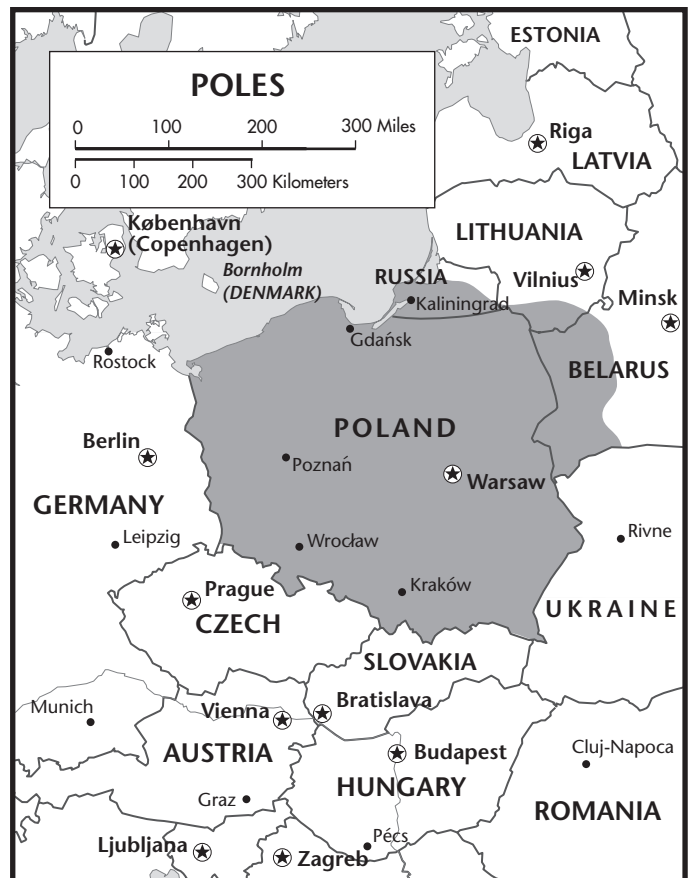 ESTONIA
POLES
0 100 200 300 Miles
0 100 200 300 Kilometers
Riga
LATVIA
København
(Copenhagen)
LITHUANIA
Bornholm
(DENMARK)
RUSSIA
Vilnius
Kaliningrad
Minsk
Gdańsk
Rostock
BELARUS
POLAND
Berlin
Poznań
Warsaw
GERMANY
Leipzig
Wrocław
Rivne
Prague
Kraków
CZECH
UKRAINE
SLOVAKIA
Munich
Vienna
Bratislava
AUSTRIA
Budapest
Cluj-Napoca
HUNGARY
Graz
ROMANIA
Ljubljana
Pécs
Zagreb